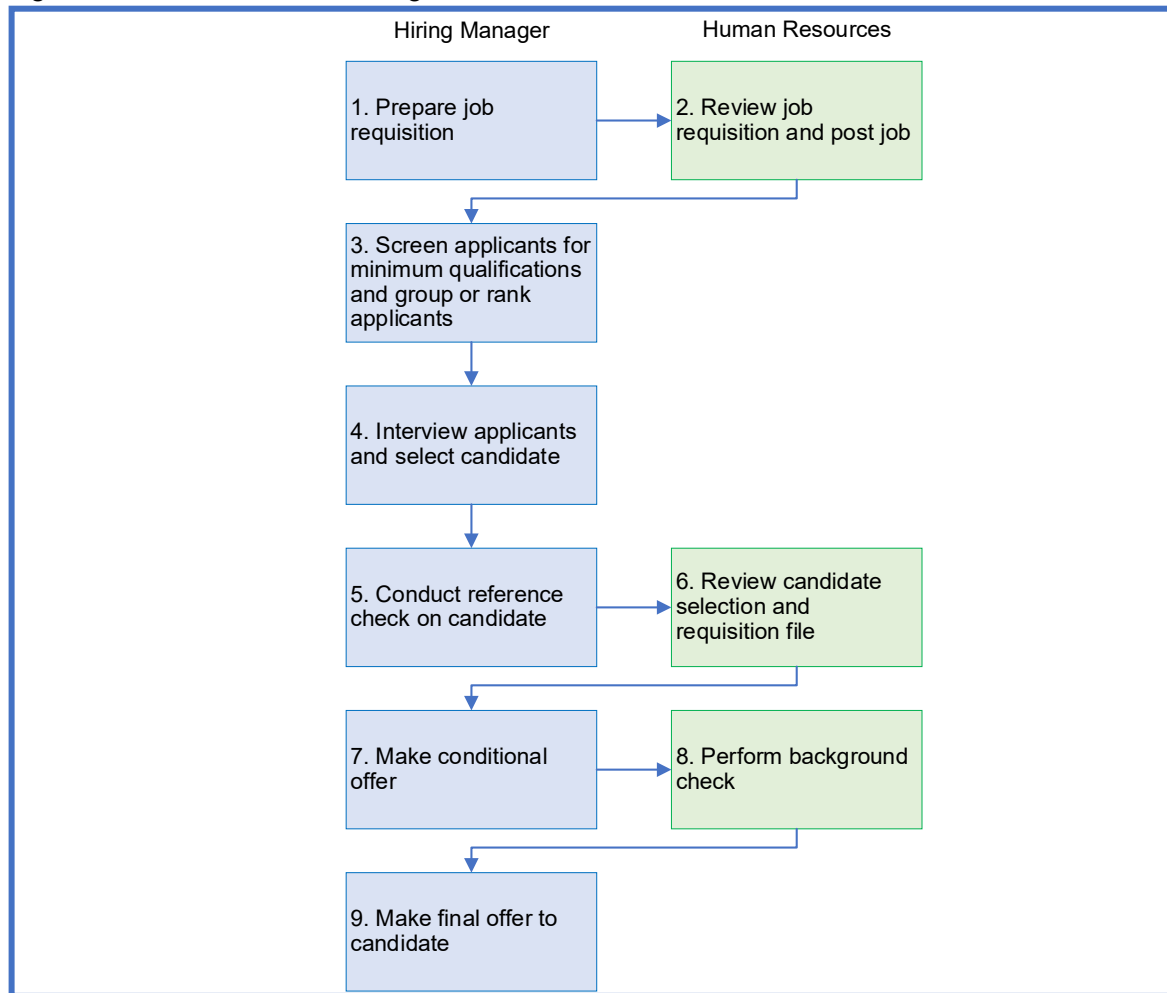 Hiring Manager
Human Resources
1. Prepare job
requisition
2. Review job
requisition and post job
3. Screen applicants for
minimum qualifications
and group or rank
applicants
4. Interview applicants
and select candidate
5. Conduct reference
check on candidate
6. Review candidate
selection and
requisition file
7. Make conditional
offer
8. Perform background
check
9. Make final offer to
candidate